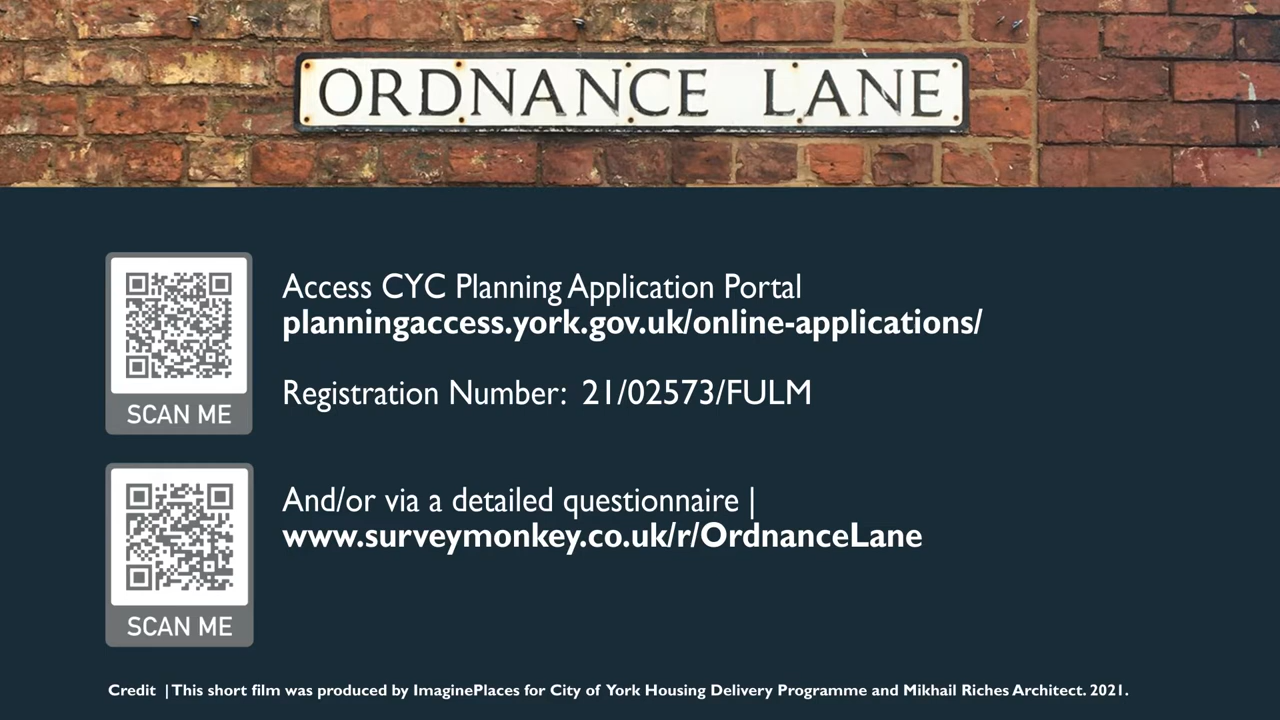 ORDNANCE LANE
Access CYC Planning Application Portal
planningaccess.york.gov.uk/online-applications/
Registration Number: 21/02573/FULM
SCAN ME
And/or via a detailed questionnaire |
www.surveymonkey.co.uk/r/OrdnanceLane
SCAN ME
Credit | This short film was produced by ImaginePlaces for City of York Housing Delivery Programme and Mikhail Riches Architect. 2021.